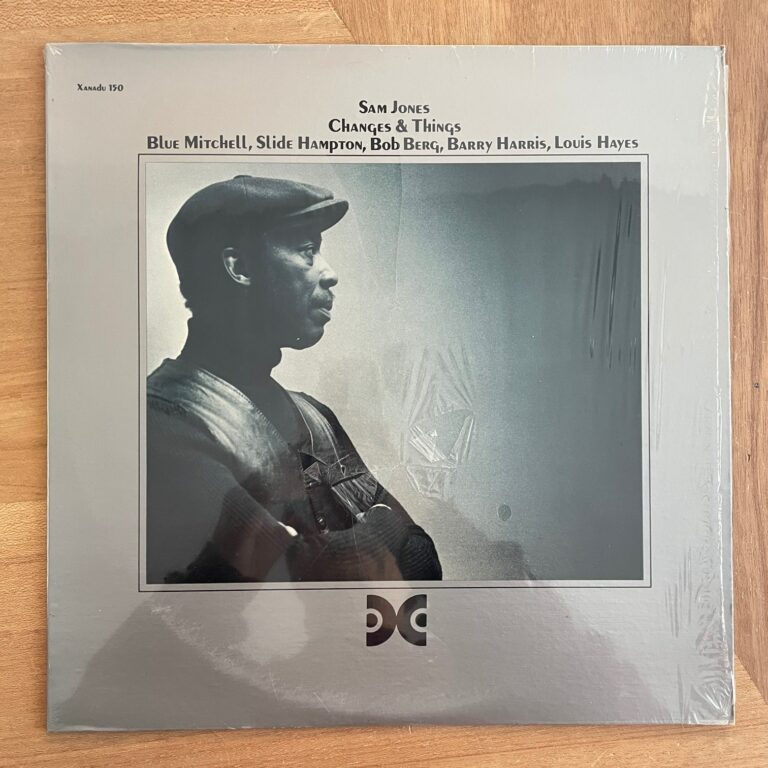 Xanadu 150
Sam Jones
Changes & Things
Blue Mitchell, Slide Hampton, Bob Berg, Barry Harris, Louis Hayes